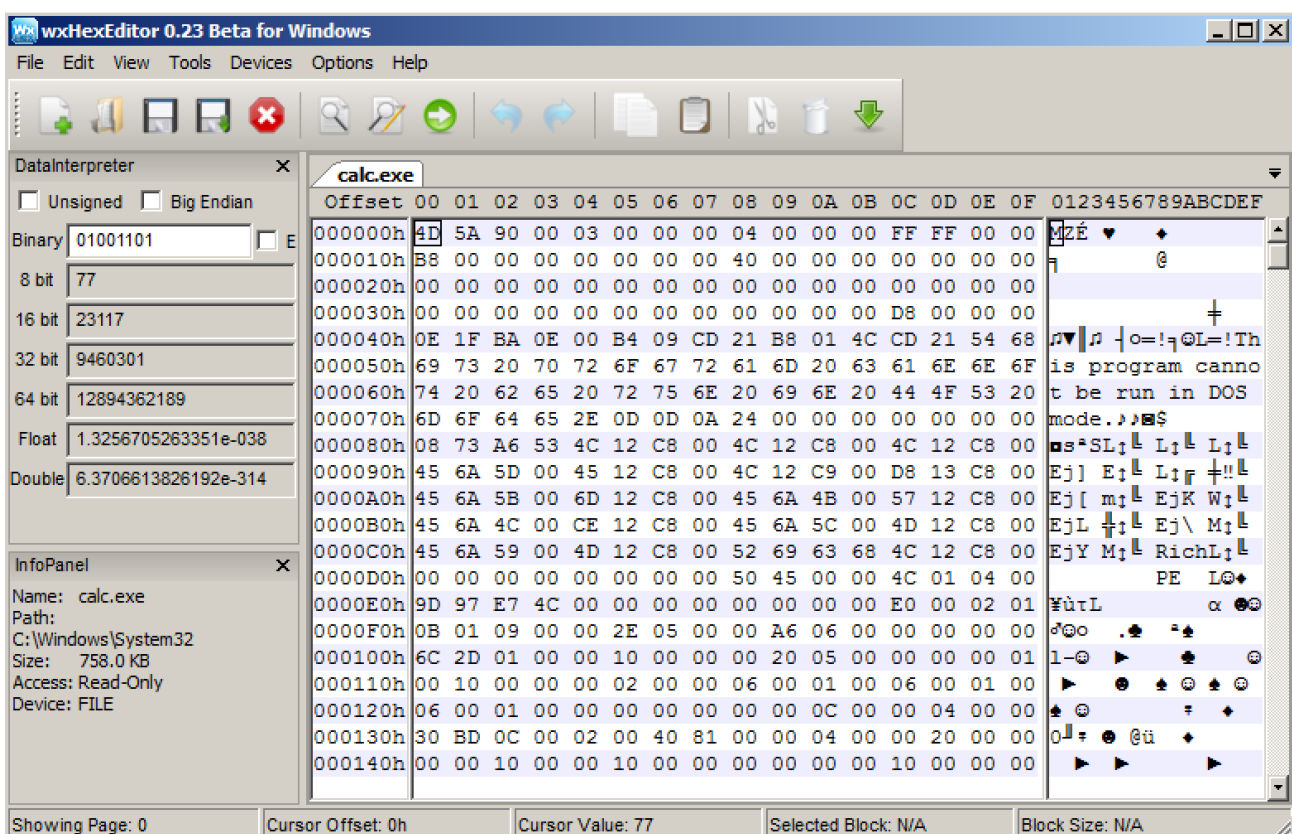 wxHexEditor 0.23 Beta for Windows
File Edit View Tools Devices Options Help
DataInterpreter
Unsigned Big Endian
Binary 01001101 E
8 bit 77
16 bit 23117
32 bit 9460301
64 bit 12894362189
Float 1.3256705263351e-038
Double 6.3706613826192e-314
InfoPanel
Name: calc.exe
Path:
C:\Windows\System32
Size: 758.0 KB
Access: Read-Only
Device: FILE
calc.exe
Offset 00 01 02 03 04 05 06 07 08 09 0A 0B 0C 0D 0E 0F 0123456789ABCDEF
000000h 4D 5A 90 00 03 00 00 00 04 00 00 00 FF FF 00 00 MZÉ ♥ ♦
000010h B8 00 00 00 00 00 00 00 40 00 00 00 00 00 00 00 ╕ @
000020h 00 00 00 00 00 00 00 00 00 00 00 00 00 00 00 00
000030h 00 00 00 00 00 00 00 00 00 00 00 00 D8 00 00 00 ╪
000040h 0E 1F BA 0E 00 B4 09 CD 21 B8 01 4C CD 21 54 68 ♫▼║♫ ┤○═!╕☺L═!Th
000050h 69 73 20 70 72 6F 67 72 61 6D 20 63 61 6E 6E 6F is program canno
000060h 74 20 62 65 20 72 75 6E 20 69 6E 20 44 4F 53 20 t be run in DOS
000070h 6D 6F 64 65 2E 0D 0D 0A 24 00 00 00 00 00 00 00 mode.♪♪◙$
000080h 08 73 A6 53 4C 12 C8 00 4C 12 C8 00 4C 12 C8 00 ◘sªSL↕╚ L↕╚ L↕╚
000090h 45 6A 5D 00 45 12 C8 00 4C 12 C9 00 D8 13 C8 00 Ej] E↕╚ L↕╔ ╪‼╚
0000A0h 45 6A 5B 00 6D 12 C8 00 45 6A 4B 00 57 12 C8 00 Ej[ m↕╚ EjK W↕╚
0000B0h 45 6A 4C 00 CE 12 C8 00 45 6A 5C 00 4D 12 C8 00 EjL ╬↕╚ Ej\ M↕╚
0000C0h 45 6A 59 00 4D 12 C8 00 52 69 63 68 4C 12 C8 00 EjY M↕╚ RichL↕╚
0000D0h 00 00 00 00 00 00 00 00 50 45 00 00 4C 01 04 00 PE L☺♦
0000E0h 9D 97 E7 4C 00 00 00 00 00 00 00 00 E0 00 02 01 ¥ùτL α ☻☺
0000F0h 0B 01 09 00 00 2E 05 00 00 A6 06 00 00 00 00 00 ♂☺○ .♣ ª♠
000100h 6C 2D 01 00 00 10 00 00 00 20 05 00 00 00 00 01 l-☺ ► ♣ ☺
000110h 00 10 00 00 00 02 00 00 06 00 01 00 06 00 01 00 ► ☻ ♠ ☺ ♠ ☺
000120h 06 00 01 00 00 00 00 00 00 00 0C 00 00 04 00 00 ♠ ☺ ♀ ♦
000130h 30 BD 0C 00 02 00 40 81 00 00 04 00 00 20 00 00 0╜♀ ☻ @ü ♦
000140h 00 00 10 00 00 10 00 00 00 00 00 00 10 00 00 00 ► ► ►
Showing Page: 0 Cursor Offset: 0h Cursor Value: 77 Selected Block: N/A Block Size: N/A